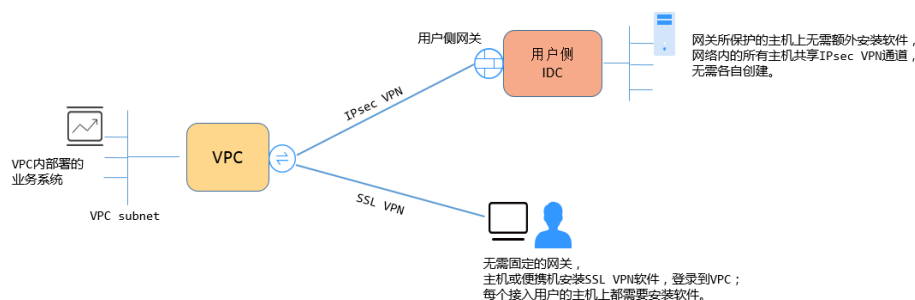 用户侧网关
用户侧
IDC
网关所保护的主机上无需额外安装软件，
网络内的所有主机共享IPsec VPN通道，
无需各自创建。
IPsec VPN
VPC
VPC内部署的
业务系统
VPC subnet
SSL VPN
无需固定的网关，
主机或便携机安装SSL VPN软件，登录到VPC；
每个接入用户的主机上都需要安装软件。